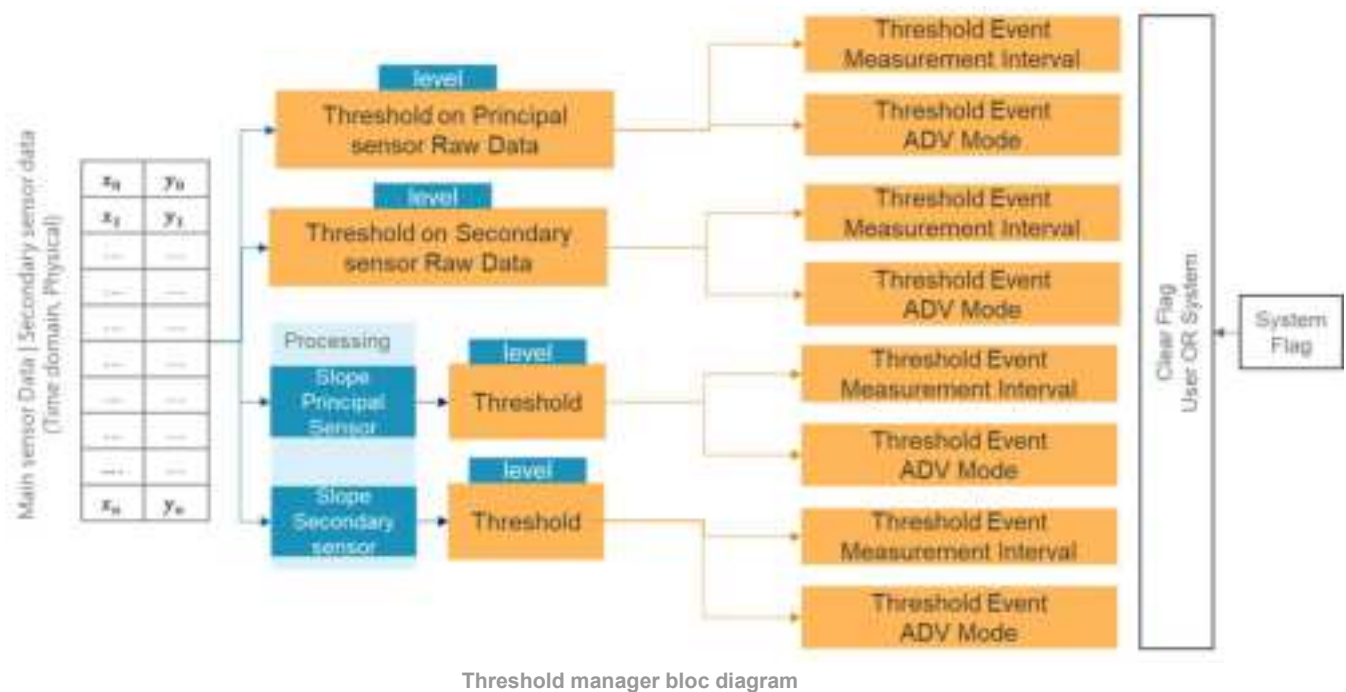 Main sensor Data | Secondary sensor data
(Time domain, Physical)
x₀ y₀
x₁ y₁
.... ....
.... ....
.... ....
.... ....
.... ....
.... ....
.... ....
xₙ yₙ
level
Threshold on Principal
sensor Raw Data
level
Threshold on Secondary
sensor Raw Data
Processing
Slope
Principal
Sensor
level
Threshold
Slope
Secondary
sensor
level
Threshold
Threshold Event
Measurement Interval
Threshold Event
ADV Mode
Threshold Event
Measurement Interval
Threshold Event
ADV Mode
Threshold Event
Measurement Interval
Threshold Event
ADV Mode
Threshold Event
Measurement Interval
Threshold Event
ADV Mode
Clear Flag
User OR System
System
Flag
Threshold manager bloc diagram